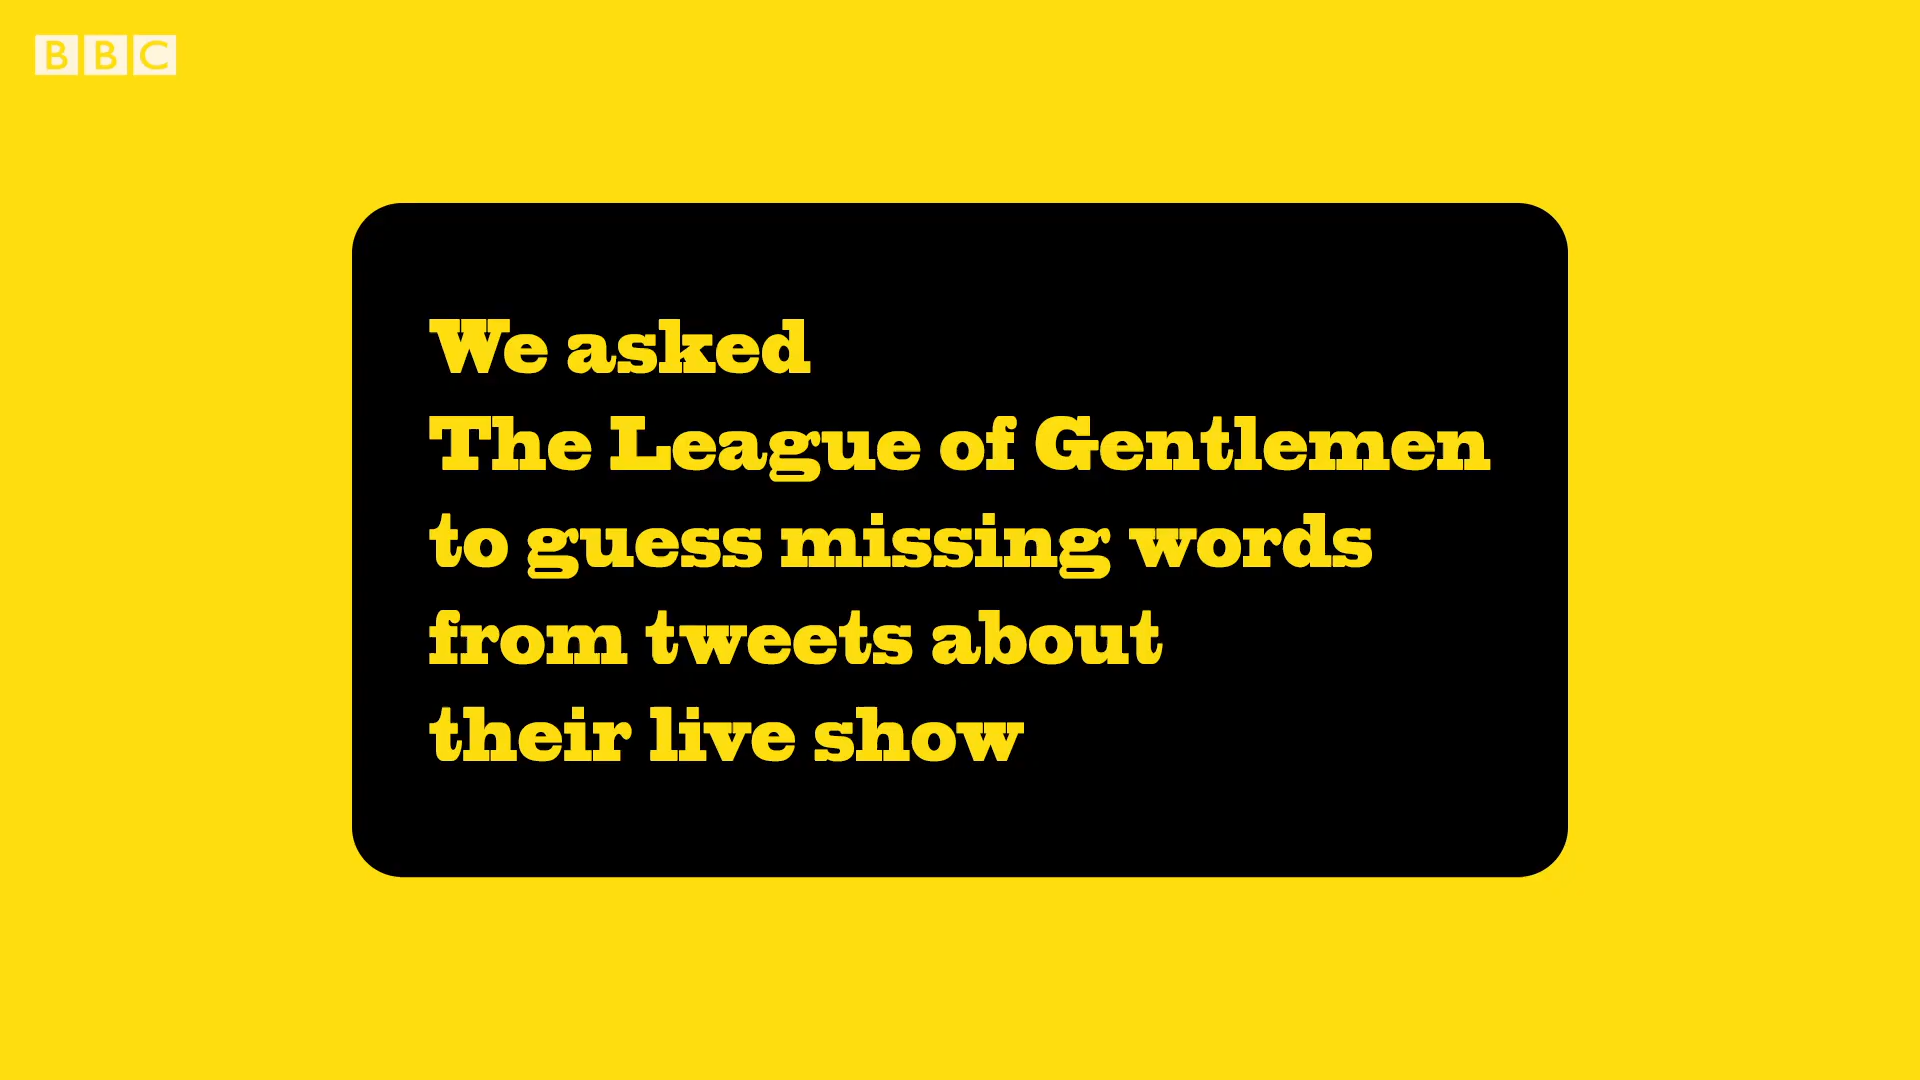 BBC
We asked
The League of Gentlemen
to guess missing words
from tweets about
their live show